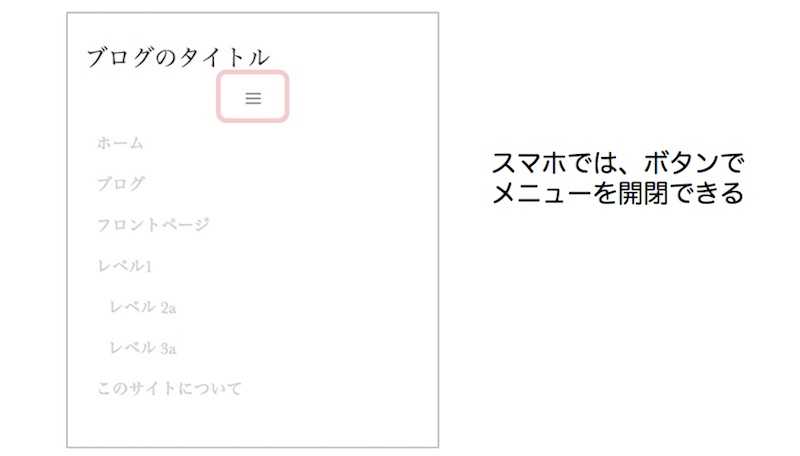 ブログのタイトル
ホーム
ブログ
フロントページ
レベル1
レベル 2a
レベル 3a
このサイトについて
スマホでは、ボタンで
メニューを開閉できる